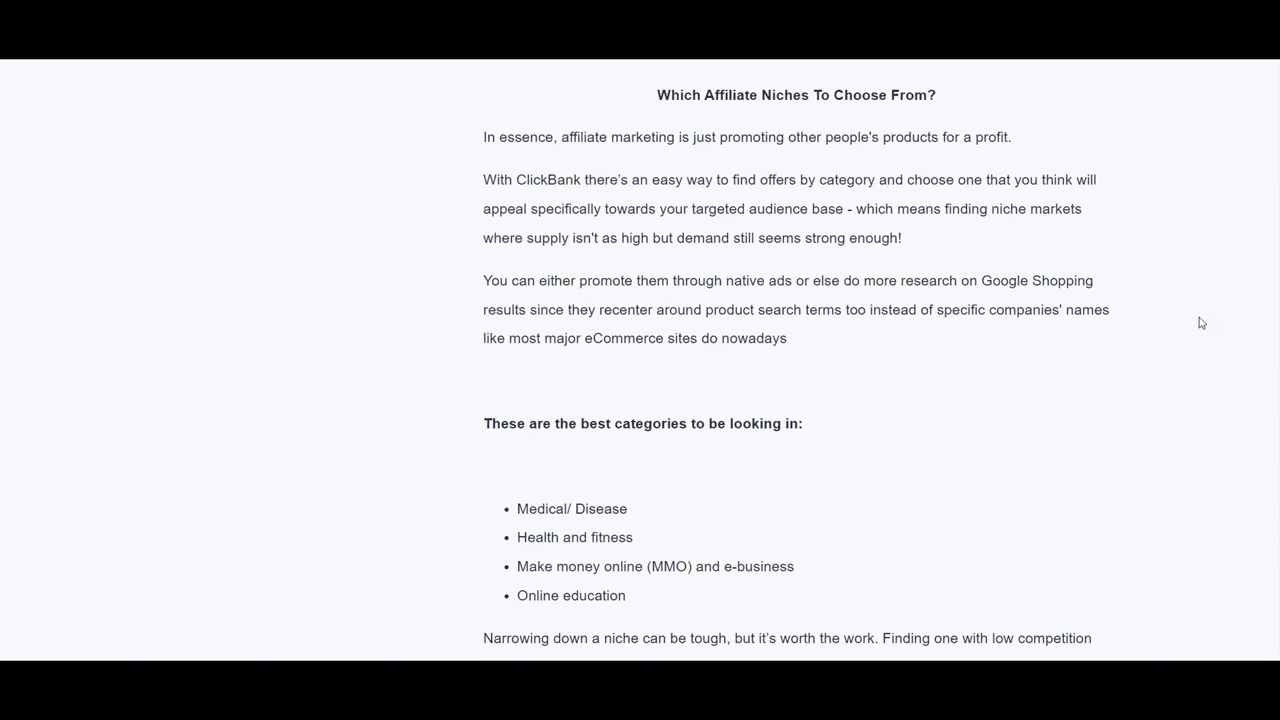 Which Affiliate Niches To Choose From?
In essence, affiliate marketing is just promoting other people's products for a profit.
With ClickBank there’s an easy way to find offers by category and choose one that you think will
appeal specifically towards your targeted audience base - which means finding niche markets
where supply isn't as high but demand still seems strong enough!
You can either promote them through native ads or else do more research on Google Shopping
results since they recenter around product search terms too instead of specific companies' names
like most major eCommerce sites do nowadays
These are the best categories to be looking in:
• Medical/ Disease
• Health and fitness
• Make money online (MMO) and e-business
• Online education
Narrowing down a niche can be tough, but it’s worth the work. Finding one with low competition